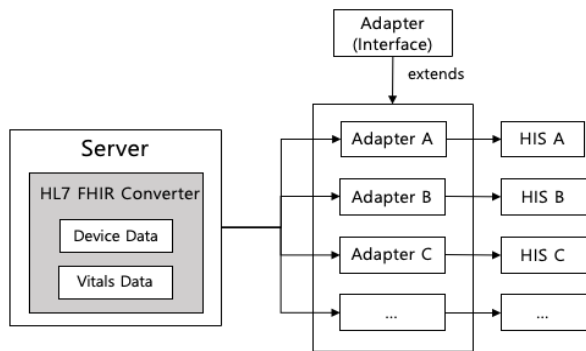 Adapter
(Interface)
extends
Server
HL7 FHIR Converter
Device Data
Vitals Data
Adapter A
HIS A
Adapter B
HIS B
Adapter C
HIS C
...
...